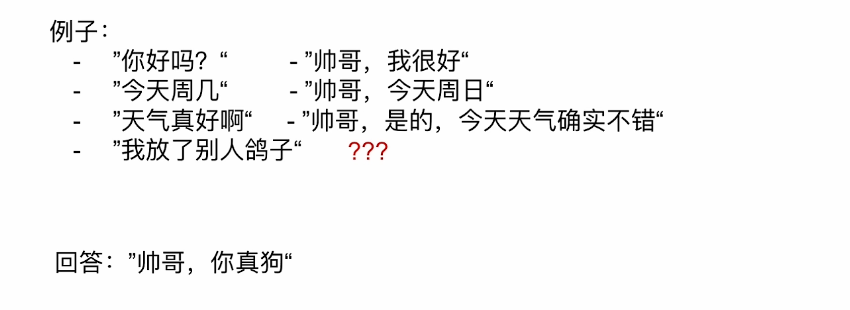 例子：
- ”你好吗？“ - ”帅哥，我很好“
- ”今天周几“ - ”帅哥，今天周日“
- ”天气真好啊“ - ”帅哥，是的，今天天气确实不错“
- ”我放了别人鸽子“ ???
回答：”帅哥，你真狗“